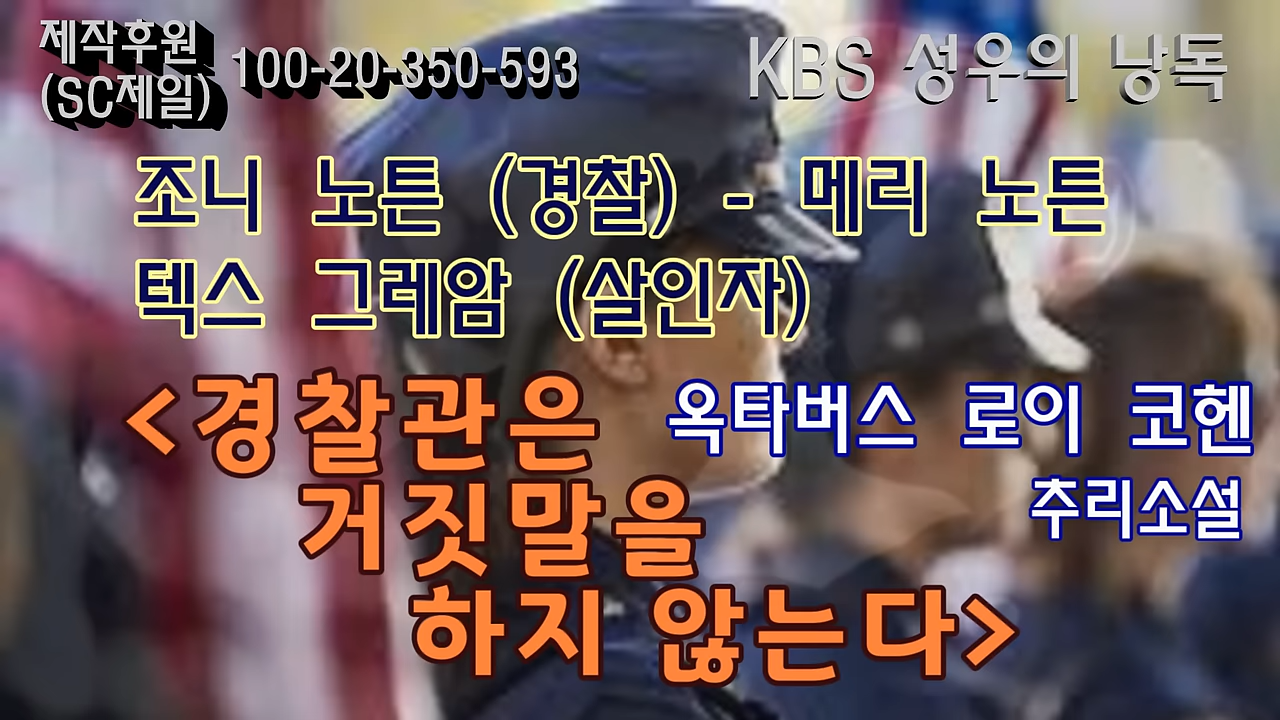 제작후원
(SC제일) 100-20-350-593
KBS 성우의 낭독
조니 노튼 (경찰) - 메리 노튼
텍스 그레암 (살인자)
<경찰관은
거짓말을
하지 않는다>
옥타버스 로이 코헨
추리소설